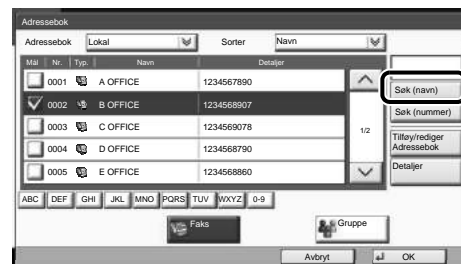 Adressebok
Adressebok Lokal Sorter Navn
Mål Nr. Typ. Navn Detaljer
0001 A OFFICE 1234567890
0002 B OFFICE 1234568907
0003 C OFFICE 1234569078
0004 D OFFICE 1234568790
0005 E OFFICE 1234568860
1/2
Søk (navn)
Søk (nummer)
Tilføy/rediger
Adressebok
Detaljer
ABC DEF GHI JKL MNO PQRS TUV WXYZ 0-9
Faks Gruppe
Avbryt OK